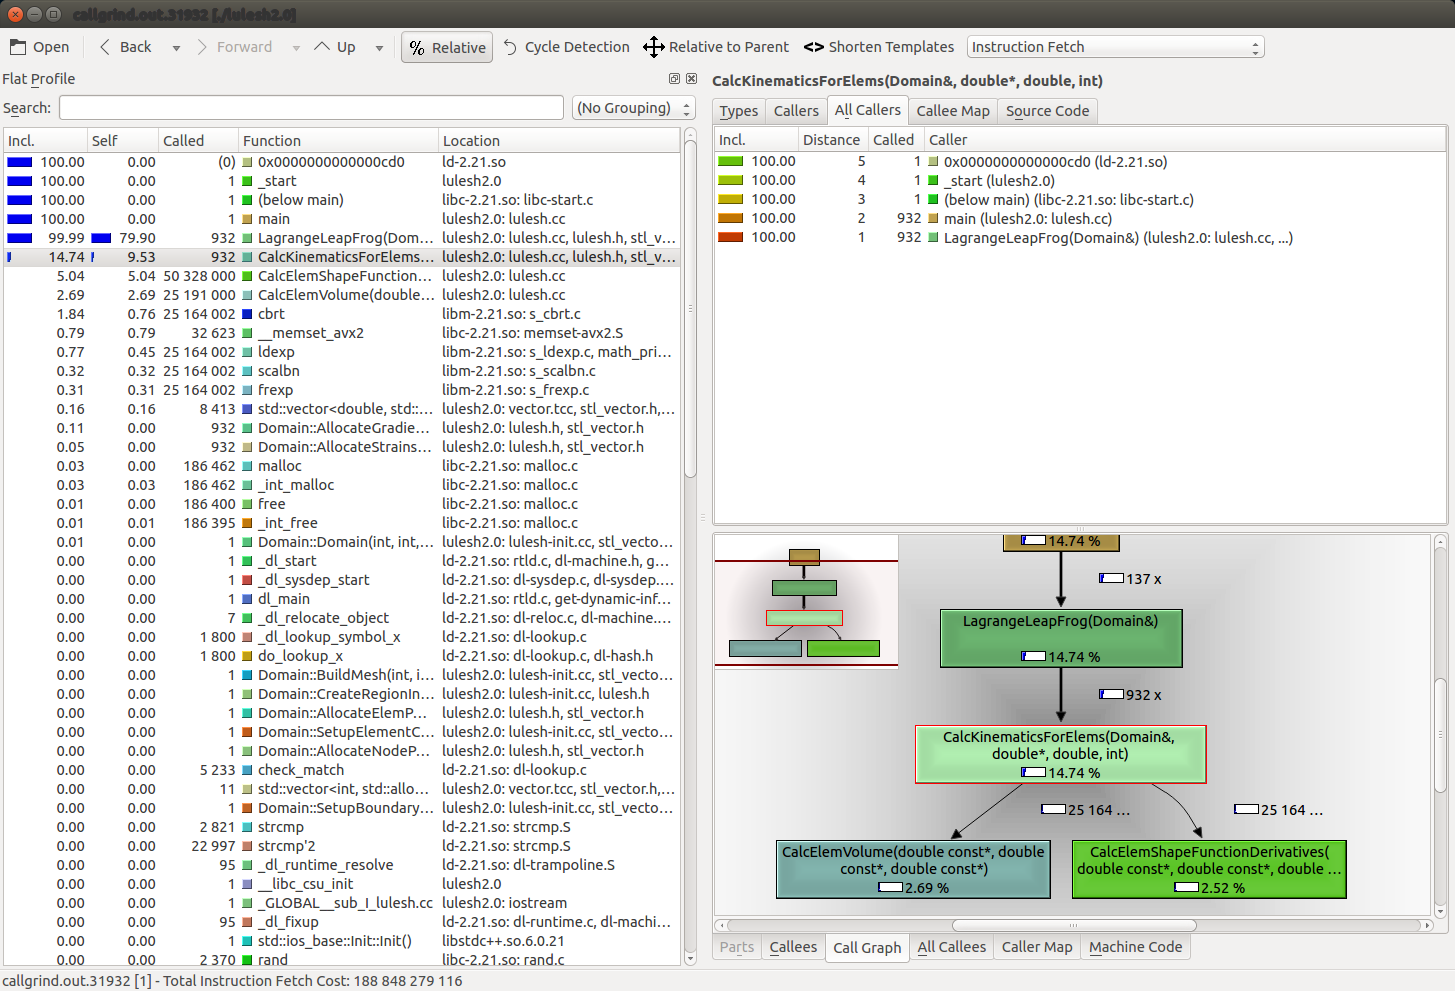 callgrind.out.31932 [./lulesh2.0]
Open Back Forward Up % Relative Cycle Detection Relative to Parent <> Shorten Templates Instruction Fetch
Flat Profile
Search: (No Grouping)
Incl. Self Called Function Location
100.00 0.00 (0) 0x0000000000000cd0 ld-2.21.so
100.00 0.00 1 _start lulesh2.0
100.00 0.00 1 (below main) libc-2.21.so: libc-start.c
100.00 0.00 1 main lulesh2.0: lulesh.cc
99.99 79.90 932 LagrangeLeapFrog(Dom... lulesh2.0: lulesh.cc, lulesh.h, stl_v...
14.74 9.53 932 CalcKinematicsForElems... lulesh2.0: lulesh.cc, lulesh.h, stl_v...
5.04 5.04 50 328 000 CalcElemShapeFunction... lulesh2.0: lulesh.cc
2.69 2.69 25 191 000 CalcElemVolume(double... lulesh2.0: lulesh.cc
1.84 0.76 25 164 002 cbrt libm-2.21.so: s_cbrt.c
0.79 0.79 32 623 __memset_avx2 libc-2.21.so: memset-avx2.S
0.77 0.45 25 164 002 ldexp libm-2.21.so: s_ldexp.c, math_pri...
0.32 0.32 25 164 002 scalbn libm-2.21.so: s_scalbn.c
0.31 0.31 25 164 002 frexp libm-2.21.so: s_frexp.c
0.16 0.16 8 413 std::vector<double, std::... lulesh2.0: vector.tcc, stl_vector.h,...
0.11 0.00 932 Domain::AllocateGradie... lulesh2.0: lulesh.h, stl_vector.h
0.05 0.00 932 Domain::AllocateStrains... lulesh2.0: lulesh.h, stl_vector.h
0.03 0.00 186 462 malloc libc-2.21.so: malloc.c
0.03 0.03 186 462 _int_malloc libc-2.21.so: malloc.c
0.01 0.00 186 400 free libc-2.21.so: malloc.c
0.01 0.01 186 395 _int_free libc-2.21.so: malloc.c
0.01 0.00 1 Domain::Domain(int, int,... lulesh2.0: lulesh-init.cc, stl_vecto...
0.00 0.00 1 _dl_start ld-2.21.so: rtld.c, dl-machine.h, g...
0.00 0.00 1 _dl_sysdep_start ld-2.21.so: dl-sysdep.c, dl-sysdep....
0.00 0.00 1 dl_main ld-2.21.so: rtld.c, get-dynamic-inf...
0.00 0.00 7 _dl_relocate_object ld-2.21.so: dl-reloc.c, dl-machine....
0.00 0.00 1 800 _dl_lookup_symbol_x ld-2.21.so: dl-lookup.c
0.00 0.00 1 800 do_lookup_x ld-2.21.so: dl-lookup.c, dl-hash.h
0.00 0.00 1 Domain::BuildMesh(int, i... lulesh2.0: lulesh-init.cc, stl_vecto...
0.00 0.00 1 Domain::CreateRegionIn... lulesh2.0: lulesh-init.cc, lulesh.h
0.00 0.00 1 Domain::AllocateElemP... lulesh2.0: lulesh.h, stl_vector.h
0.00 0.00 1 Domain::SetupElementC... lulesh2.0: lulesh-init.cc, stl_vecto...
0.00 0.00 1 Domain::AllocateNodeP... lulesh2.0: lulesh.h, stl_vector.h
0.00 0.00 5 233 check_match ld-2.21.so: dl-lookup.c
0.00 0.00 11 std::vector<int, std::allo... lulesh2.0: vector.tcc, stl_vector.h,...
0.00 0.00 1 Domain::SetupBoundary... lulesh2.0: lulesh-init.cc, stl_vecto...
0.00 0.00 2 821 strcmp ld-2.21.so: strcmp.S
0.00 0.00 22 997 strcmp'2 ld-2.21.so: strcmp.S
0.00 0.00 95 _dl_runtime_resolve ld-2.21.so: dl-trampoline.S
0.00 0.00 1 __libc_csu_init lulesh2.0
0.00 0.00 1 _GLOBAL__sub_I_lulesh.cc lulesh2.0: iostream
0.00 0.00 95 _dl_fixup ld-2.21.so: dl-runtime.c, dl-machi...
0.00 0.00 1 std::ios_base::Init::Init() libstdc++.so.6.0.21
0.00 0.00 2 370 rand libc-2.21.so: rand.c
CalcKinematicsForElems(Domain&, double*, double, int)
Types Callers All Callers Callee Map Source Code
Incl. Distance Called Caller
100.00 5 1 0x0000000000000cd0 (ld-2.21.so)
100.00 4 1 _start (lulesh2.0)
100.00 3 1 (below main) (libc-2.21.so: libc-start.c)
100.00 2 932 main (lulesh2.0: lulesh.cc)
100.00 1 932 LagrangeLeapFrog(Domain&) (lulesh2.0: lulesh.cc, ...)
14.74 %
137 x
LagrangeLeapFrog(Domain&)
14.74 %
932 x
CalcKinematicsForElems(Domain&,
double*, double, int)
14.74 %
25 164 ... 25 164 ...
CalcElemVolume(double const*, double
const*, double const*)
2.69 %
CalcElemShapeFunctionDerivatives(
double const*, double const*, double ...
2.52 %
Parts Callees Call Graph All Callees Caller Map Machine Code
callgrind.out.31932 [1] - Total Instruction Fetch Cost: 188 848 279 116